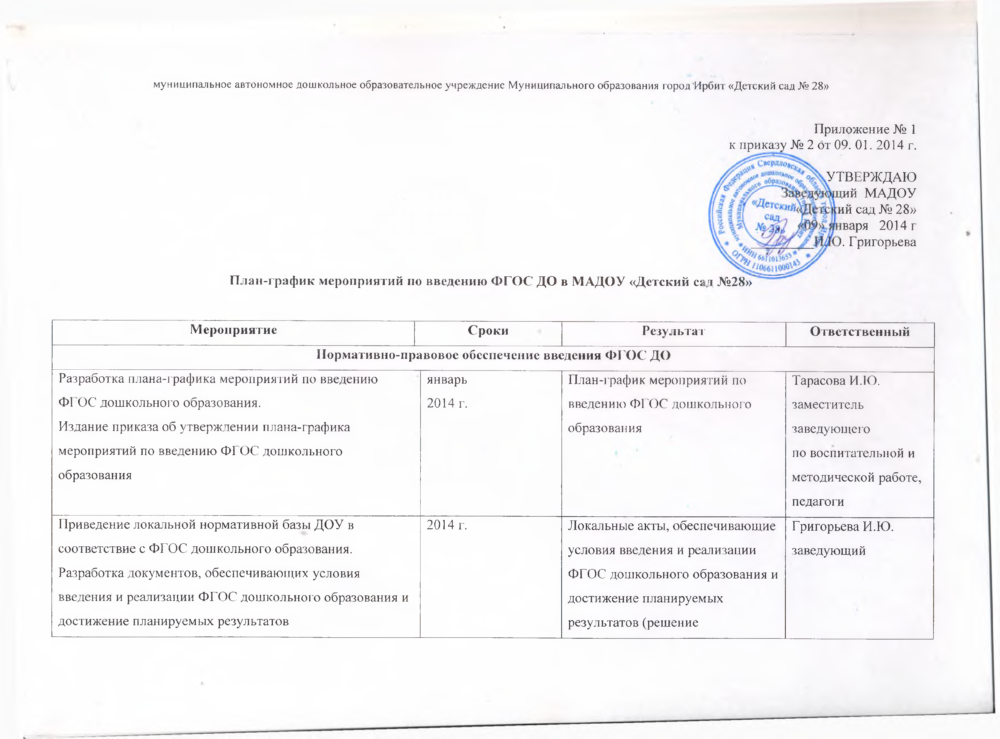 муниципальное автономное дошкольное образовательное учреждение Муниципального образования город Ирбит «Детский сад № 28»
Приложение № 1
к приказу № 2 от 09. 01. 2014 г.
УТВЕРЖДАЮ
Заведующий МАДОУ
«Детский сад № 28»
«09» января 2014 г
И.Ю. Григорьева
Российская Федерация Свердловская область город Ирбит
муниципальное автономное дошкольное образовательное учреждение
Муниципального образования город Ирбит
«Детский
сад
№ 28»
ИНН 6611013653
ОГРН 1106611000143
План-график мероприятий по введению ФГОС ДО в МАДОУ «Детский сад №28»
Мероприятие
Сроки
Результат
Ответственный
Нормативно-правовое обеспечение введения ФГОС ДО
Разработка плана-графика мероприятий по введению
ФГОС дошкольного образования.
Издание приказа об утверждении плана-графика
мероприятий по введению ФГОС дошкольного
образования
январь
2014 г.
План-график мероприятий по
введению ФГОС дошкольного
образования
Тарасова И.Ю.
заместитель
заведующего
по воспитательной и
методической работе,
педагоги
Приведение локальной нормативной базы ДОУ в
соответствие с ФГОС дошкольного образования.
Разработка документов, обеспечивающих условия
введения и реализации ФГОС дошкольного образования и
достижение планируемых результатов
2014 г.
Локальные акты, обеспечивающие
условия введения и реализации
ФГОС дошкольного образования и
достижение планируемых
результатов (решение
Григорьева И.Ю.
заведующий